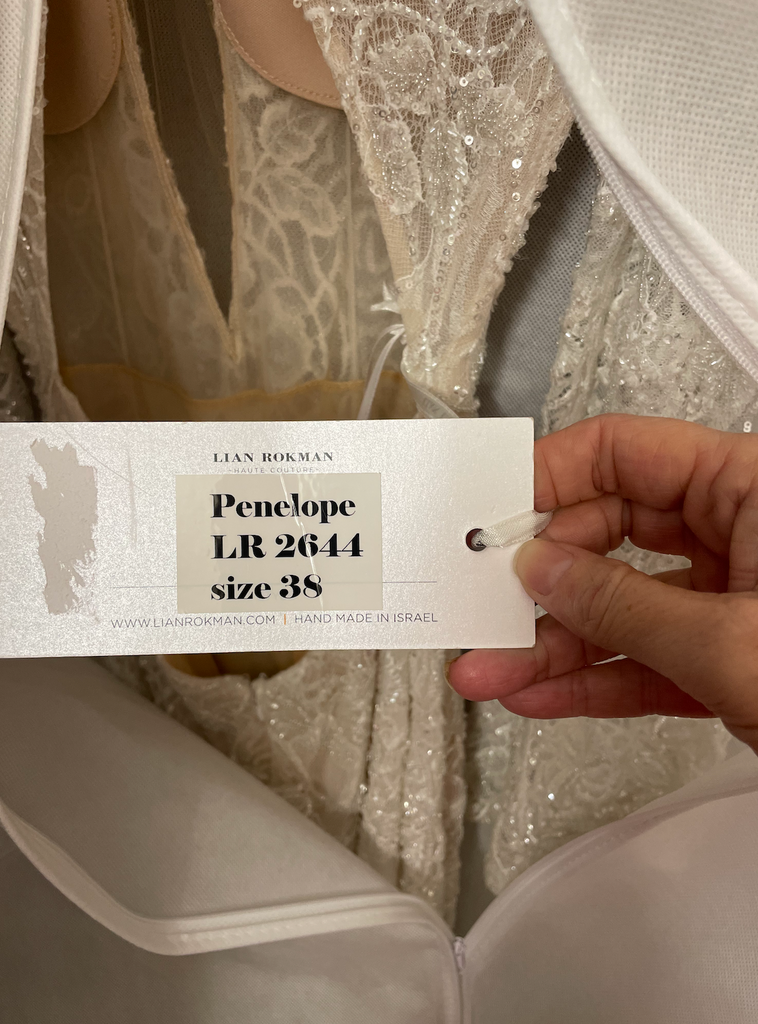 LIAN ROKMAN
-HAUTE COUTURE-
Penelope
LR 2644
size 38
WWW.LIANROKMAN.COM | HAND MADE IN ISRAEL